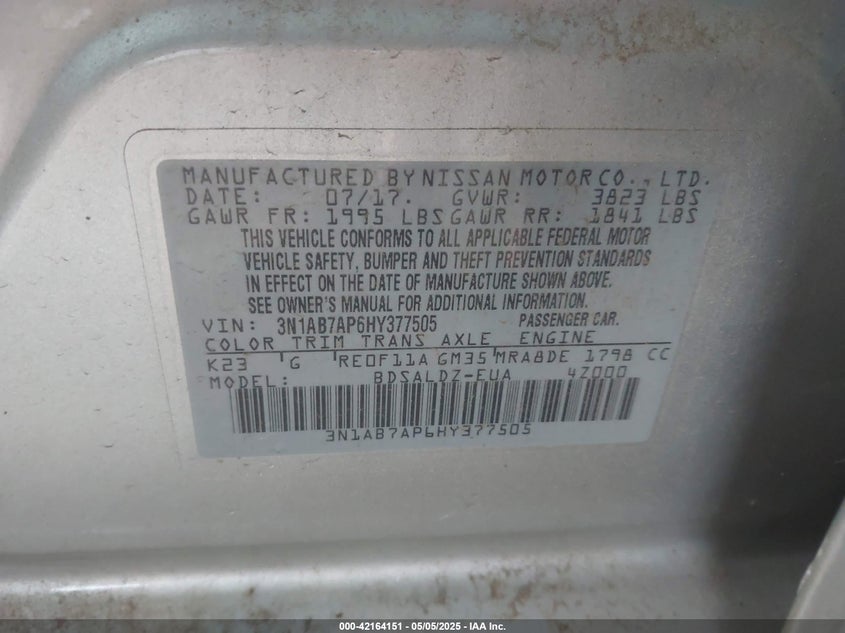 MANUFACTURED BY NISSAN MOTOR CO., LTD.
DATE: 07/17. GVWR: 3823 LBS
GAWR FR: 1995 LBS GAWR RR: 1841 LBS
THIS VEHICLE CONFORMS TO ALL APPLICABLE FEDERAL MOTOR
VEHICLE SAFETY, BUMPER AND THEFT PREVENTION STANDARDS
IN EFFECT ON THE DATE OF MANUFACTURE SHOWN ABOVE.
SEE OWNER'S MANUAL FOR ADDITIONAL INFORMATION.
VIN: 3N1AB7AP6HY377505 PASSENGER CAR.
COLOR TRIM TRANS AXLE ENGINE
K23 G RE0F11A GM35 MRA8DE 1798 CC
MODEL: BDSALDZ-EUA 4Z000
3N1AB7AP6HY377505
000-42164151 - 05/05/2025 - IAA Inc.